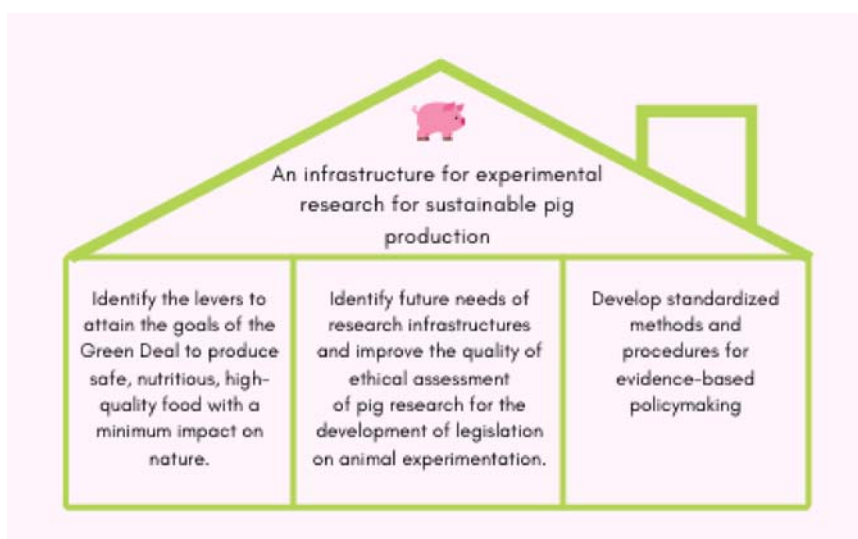 An infrastructure for experimental
research for sustainable pig
production
Identify the levers to
attain the goals of the
Green Deal to produce
safe, nutritious, high-
quality food with a
minimum impact on
nature.
Identify future needs of
research infrastructures
and improve the quality of
ethical assessment
of pig research for the
development of legislation
on animal experimentation.
Develop standardized
methods and
procedures for
evidence-based
policymaking